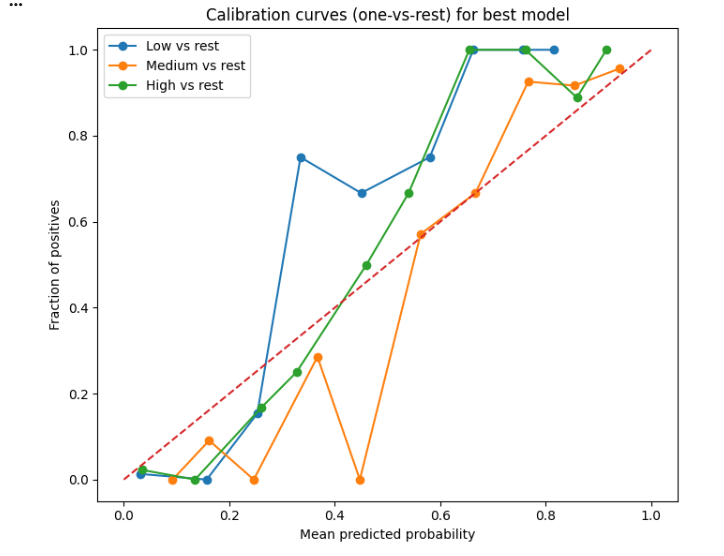 ...
Calibration curves (one-vs-rest) for best model
Low vs rest
Medium vs rest
High vs rest
Fraction of positives
1.0
0.8
0.6
0.4
0.2
0.0
0.0 0.2 0.4 0.6 0.8 1.0
Mean predicted probability